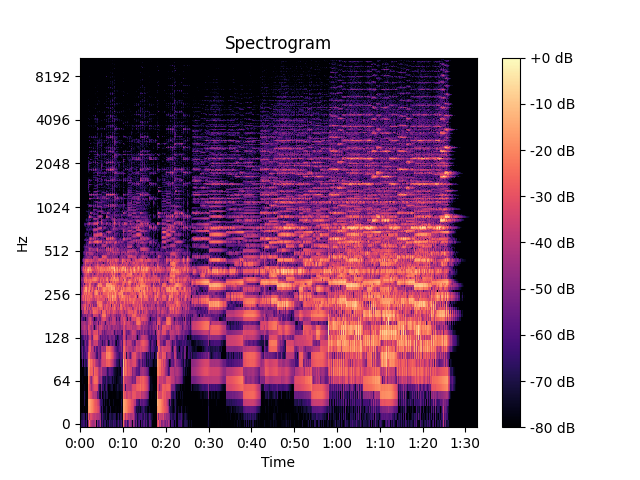 Spectrogram
Hz
8192
4096
2048
1024
512
256
128
64
0
0:00 0:10 0:20 0:30 0:40 0:50 1:00 1:10 1:20 1:30
Time
+0 dB
-10 dB
-20 dB
-30 dB
-40 dB
-50 dB
-60 dB
-70 dB
-80 dB